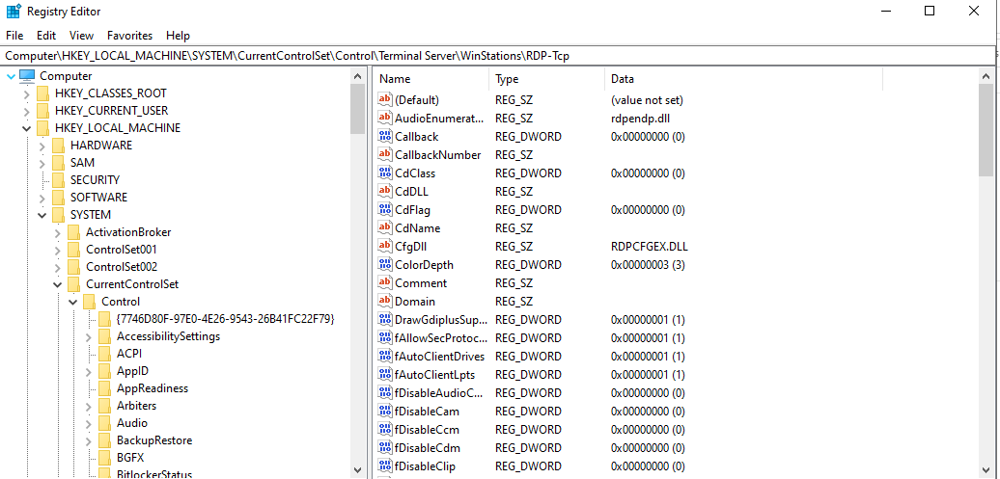 Registry Editor
File Edit View Favorites Help
Computer\HKEY_LOCAL_MACHINE\SYSTEM\CurrentControlSet\Control\Terminal Server\WinStations\RDP-Tcp
Computer
HKEY_CLASSES_ROOT
HKEY_CURRENT_USER
HKEY_LOCAL_MACHINE
HARDWARE
SAM
SECURITY
SOFTWARE
SYSTEM
ActivationBroker
ControlSet001
ControlSet002
CurrentControlSet
Control
{7746D80F-97E0-4E26-9543-26B41FC22F79}
AccessibilitySettings
ACPI
AppID
AppReadiness
Arbiters
Audio
BackupRestore
BGFX
BitlockerStatus
Name Type Data
(Default) REG_SZ (value not set)
AudioEnumerat... REG_SZ rdpendp.dll
Callback REG_DWORD 0x00000000 (0)
CallbackNumber REG_SZ
CdClass REG_DWORD 0x00000000 (0)
CdDLL REG_SZ
CdFlag REG_DWORD 0x00000000 (0)
CdName REG_SZ
CfgDll REG_SZ RDPCFGEX.DLL
ColorDepth REG_DWORD 0x00000003 (3)
Comment REG_SZ
Domain REG_SZ
DrawGdiplusSup... REG_DWORD 0x00000001 (1)
fAllowSecProtoc... REG_DWORD 0x00000001 (1)
fAutoClientDrives REG_DWORD 0x00000001 (1)
fAutoClientLpts REG_DWORD 0x00000001 (1)
fDisableAudioC... REG_DWORD 0x00000000 (0)
fDisableCam REG_DWORD 0x00000000 (0)
fDisableCcm REG_DWORD 0x00000000 (0)
fDisableCdm REG_DWORD 0x00000000 (0)
fDisableClip REG_DWORD 0x00000000 (0)